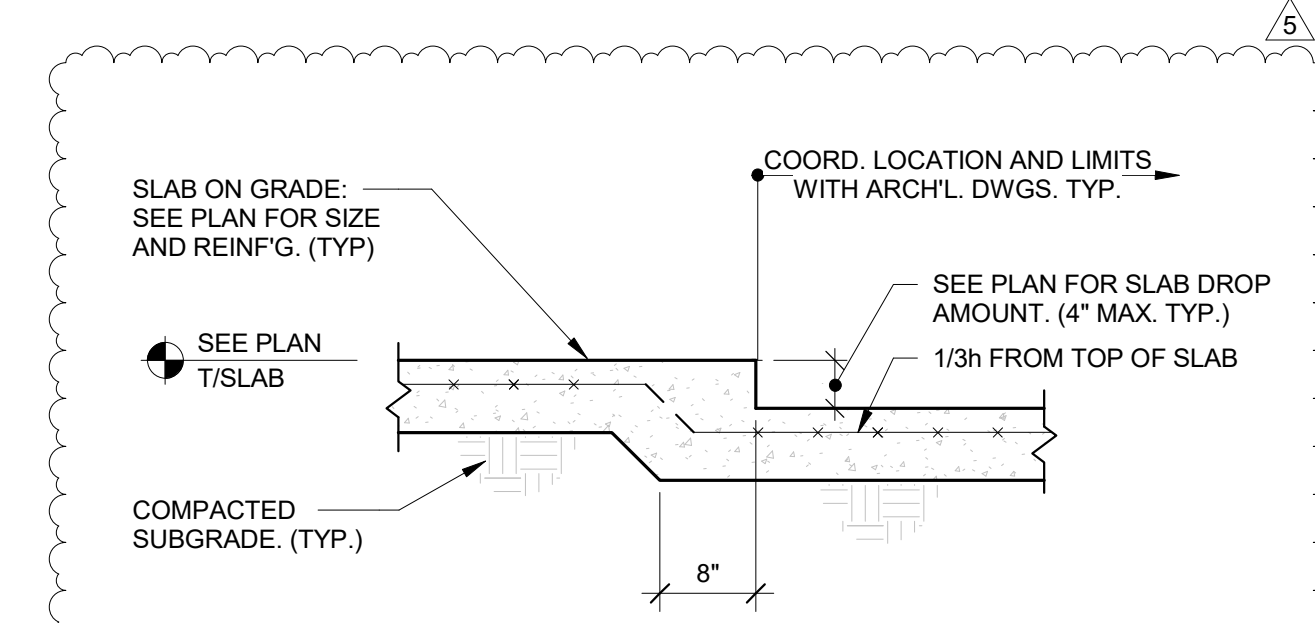 5
COORD. LOCATION AND LIMITS
WITH ARCH'L. DWGS. TYP.
SLAB ON GRADE:
SEE PLAN FOR SIZE
AND REINF'G. (TYP)
SEE PLAN FOR SLAB DROP
AMOUNT. (4" MAX. TYP.)
SEE PLAN
T/SLAB
1/3h FROM TOP OF SLAB
COMPACTED
SUBGRADE. (TYP.)
8"